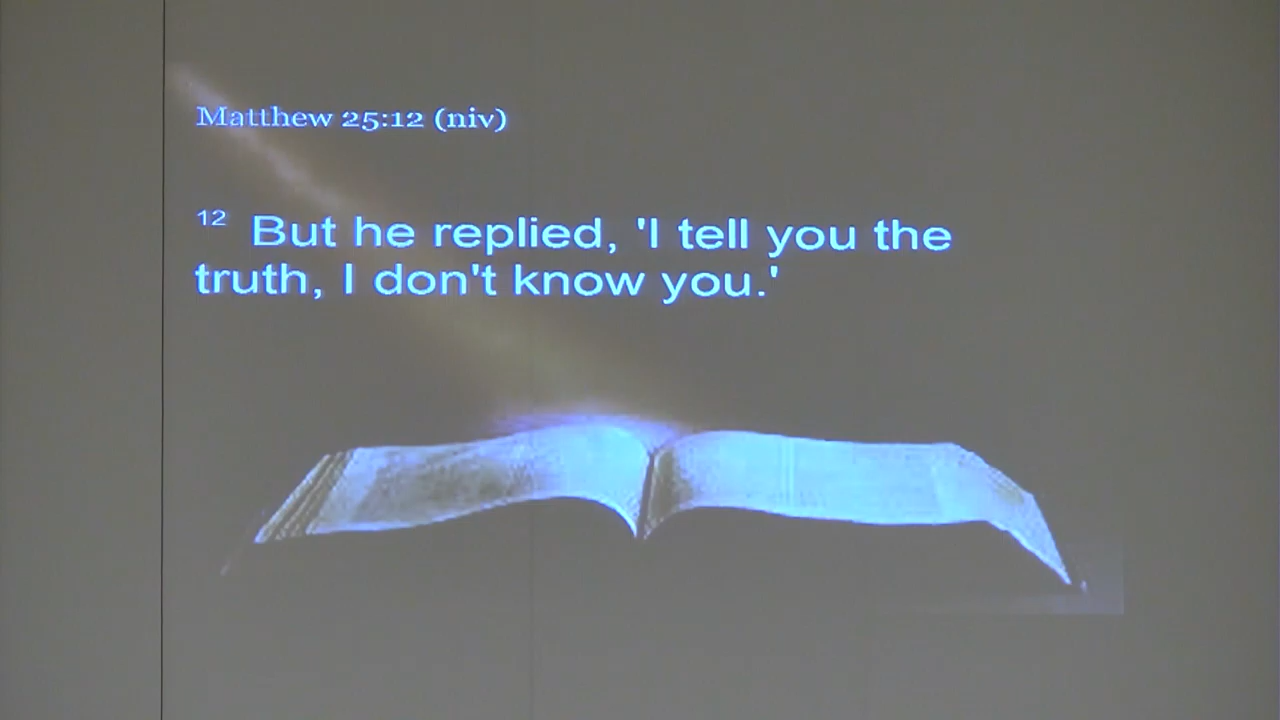 Matthew 25:12 (niv)
12 But he replied, 'I tell you the
truth, I don't know you.'